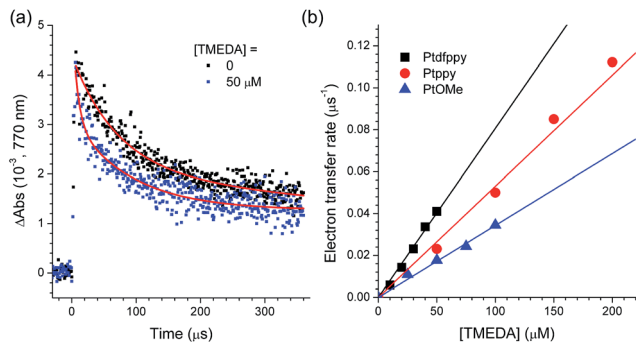 (a)
[TMEDA] =
0
50 μM
ΔAbs (10⁻³, 770 nm)
5
4
3
2
1
0
0 100 200 300
Time (μs)
(b)
Ptdfppy
Ptppy
PtOMe
Electron transfer rate (μs⁻¹)
0.12
0.10
0.08
0.06
0.04
0.02
0.00
0 50 100 150 200
[TMEDA] (μM)